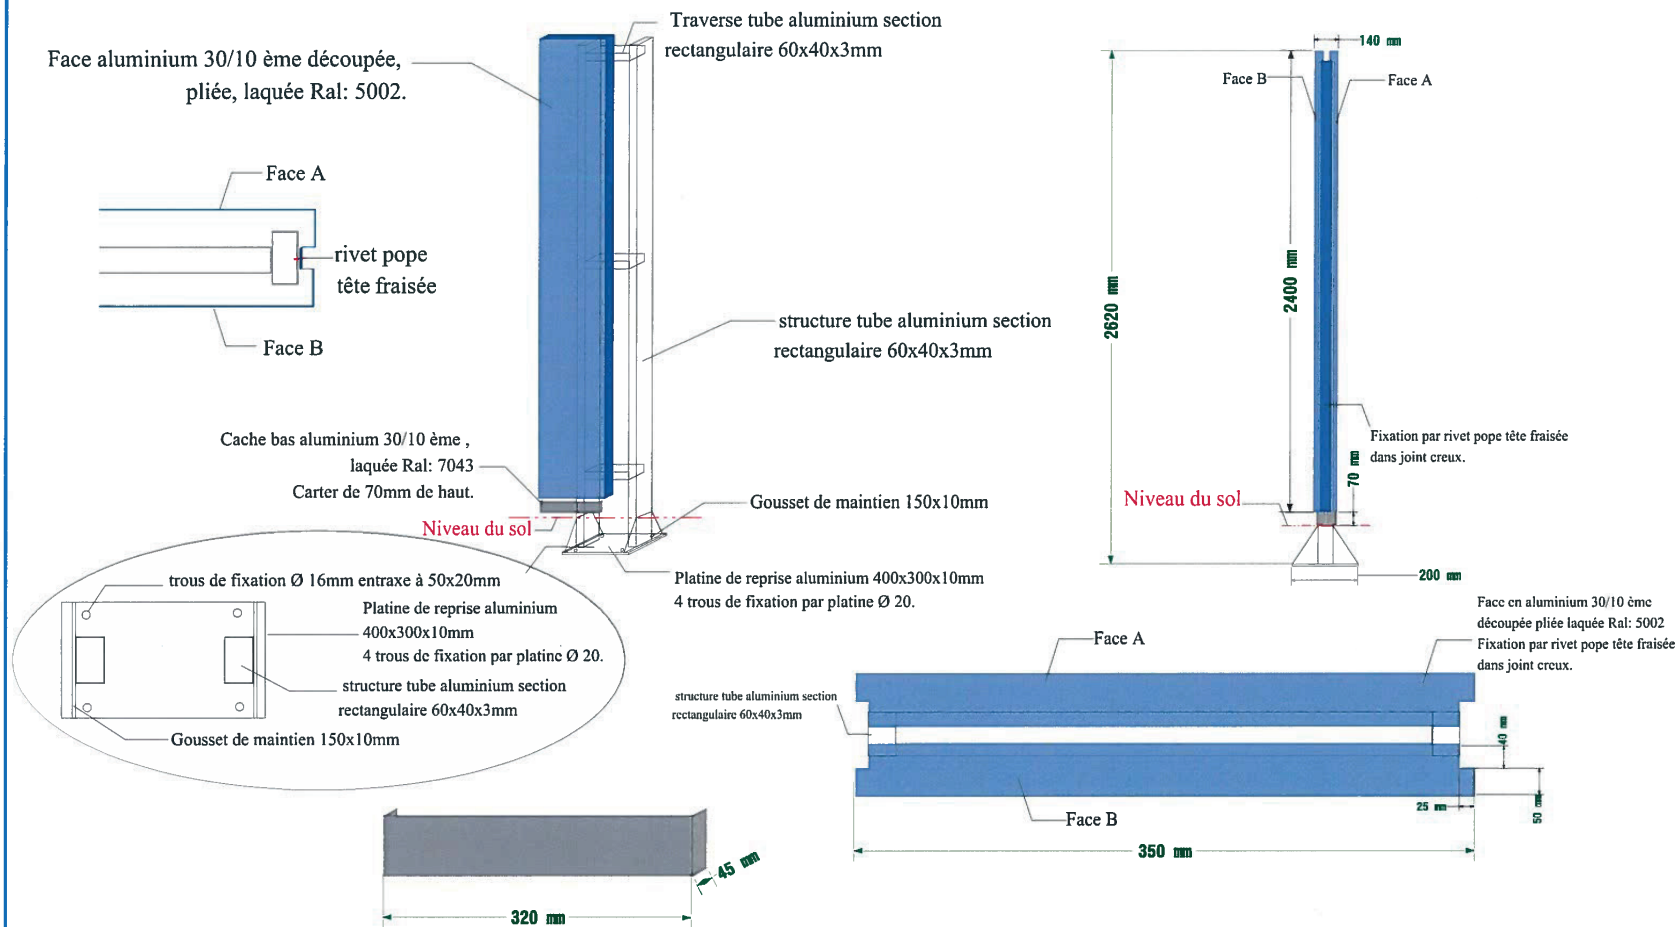 Traverse tube aluminium section
rectangulaire 60x40x3mm
Face aluminium 30/10 ème découpée,
pliée, laquée Ral: 5002.
Face A
rivet pope
tête fraisée
Face B
structure tube aluminium section
rectangulaire 60x40x3mm
Cache bas aluminium 30/10 ème ,
laquée Ral: 7043
Carter de 70mm de haut.
Niveau du sol
Gousset de maintien 150x10mm
Platine de reprise aluminium 400x300x10mm
4 trous de fixation par platine Ø 20.
trous de fixation Ø 16mm entraxe à 50x20mm
Platine de reprise aluminium
400x300x10mm
4 trous de fixation par platine Ø 20.
structure tube aluminium section
rectangulaire 60x40x3mm
Gousset de maintien 150x10mm
45 mm
320 mm
140 mm
Face B
Face A
2620 mm
2400 mm
Fixation par rivet pope tête fraisée
dans joint creux.
70 mm
Niveau du sol
200 mm
Face en aluminium 30/10 ème
découpée pliée laquée Ral: 5002
Fixation par rivet pope tête fraisée
dans joint creux.
Face A
structure tube aluminium section
rectangulaire 60x40x3mm
40 mm
25 mm
50 mm
Face B
350 mm